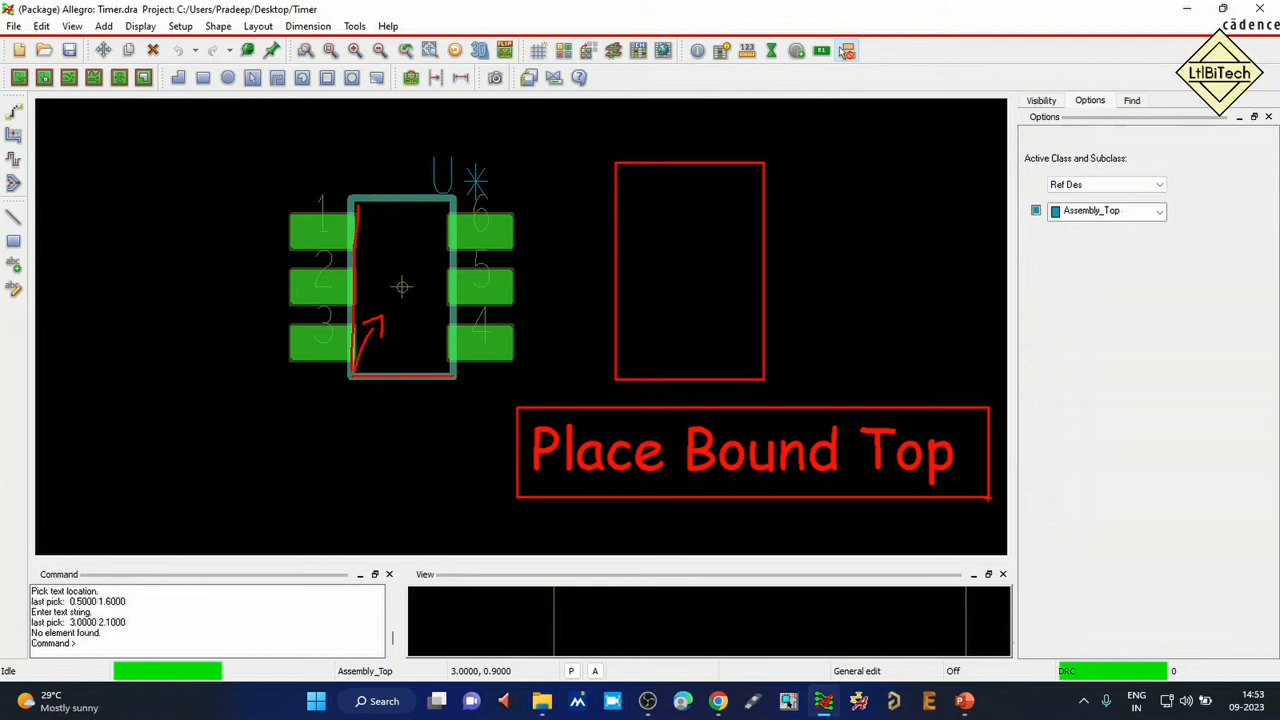 (Package) Allegro: Timer.dra Project: C:/Users/Pradeep/Desktop/Timer
cadence
File Edit View Add Display Setup Shape Layout Dimension Tools Help
LtlBiTech
Visibility Options Find
Options
Active Class and Subclass:
Ref Des
Assembly_Top
U*
1 6
2 5
3 4
Place Bound Top
Command
View
Pick text location.
last pick: 0.5000 1.6000
Enter text string.
last pick: 3.0000 2.1000
No element found.
Command >
Idle Assembly_Top 3.0000, 0.9000 P A General edit Off DRC 0
29°C
Mostly sunny
Search
ENG
IN
14:53
09-2023